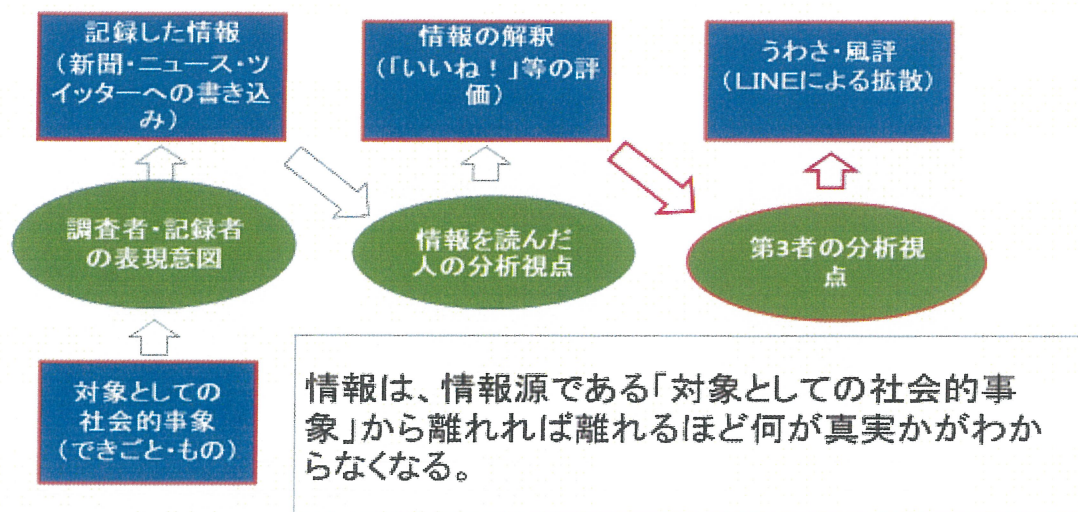 記録した情報
（新聞・ニュース・ツ
イッターへの書き込
み）
情報の解釈
（「いいね！」等の評
価）
うわさ・風評
（LINEによる拡散）
調査者・記録者
の表現意図
情報を読んだ
人の分析視点
第3者の分析視
点
対象としての
社会的事象
（できごと・もの）
情報は、情報源である「対象としての社会的事
象」から離れれば離れるほど何が真実かがわか
らなくなる。